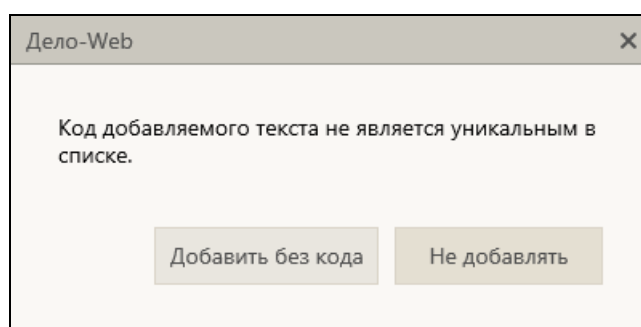 Дело-Web
Код добавляемого текста не является уникальным в
списке.
Добавить без кода
Не добавлять